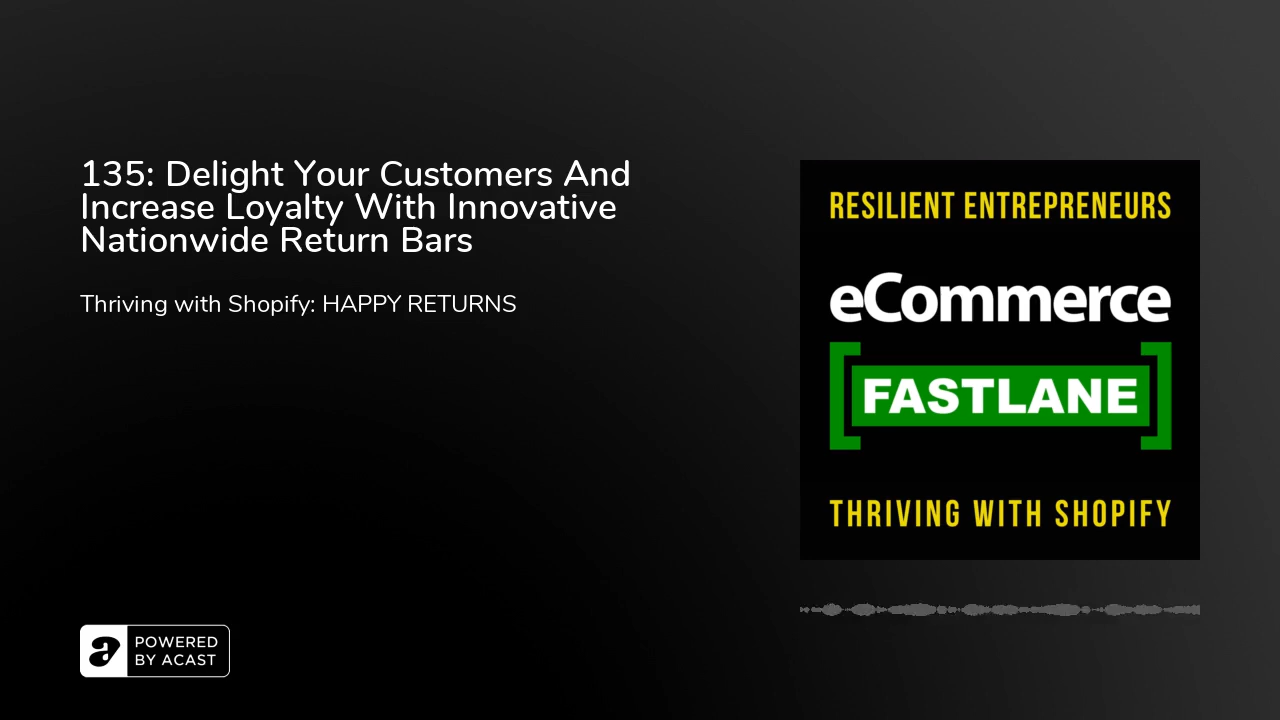 135: Delight Your Customers And
Increase Loyalty With Innovative
Nationwide Return Bars
Thriving with Shopify: HAPPY RETURNS
RESILIENT ENTREPRENEURS
eCommerce
FASTLANE
THRIVING WITH SHOPIFY
a
POWERED
BY ACAST